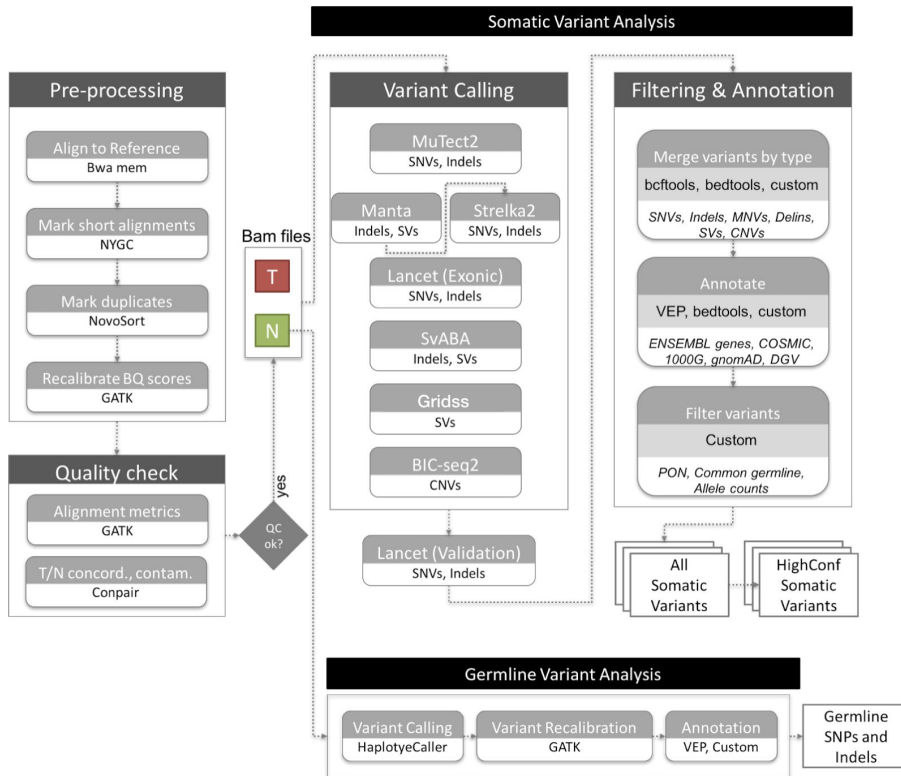 Somatic Variant Analysis
Pre-processing
Align to Reference
Bwa mem
Mark short alignments
NYGC
Mark duplicates
NovoSort
Recalibrate BQ scores
GATK
Quality check
Alignment metrics
GATK
T/N concord., contam.
Conpair
QC
ok?
yes
Bam files
T
N
Variant Calling
MuTect2
SNVs, Indels
Manta
Indels, SVs
Strelka2
SNVs, Indels
Lancet (Exonic)
SNVs, Indels
SvABA
Indels, SVs
Gridss
SVs
BIC-seq2
CNVs
Lancet (Validation)
SNVs, Indels
Filtering & Annotation
Merge variants by type
bcftools, bedtools, custom
SNVs, Indels, MNVs, Delins,
SVs, CNVs
Annotate
VEP, bedtools, custom
ENSEMBL genes, COSMIC,
1000G, gnomAD, DGV
Filter variants
Custom
PON, Common germline,
Allele counts
All
Somatic
Variants
HighConf
Somatic
Variants
Germline Variant Analysis
Variant Calling
HaplotyeCaller
Variant Recalibration
GATK
Annotation
VEP, Custom
Germline
SNPs and
Indels